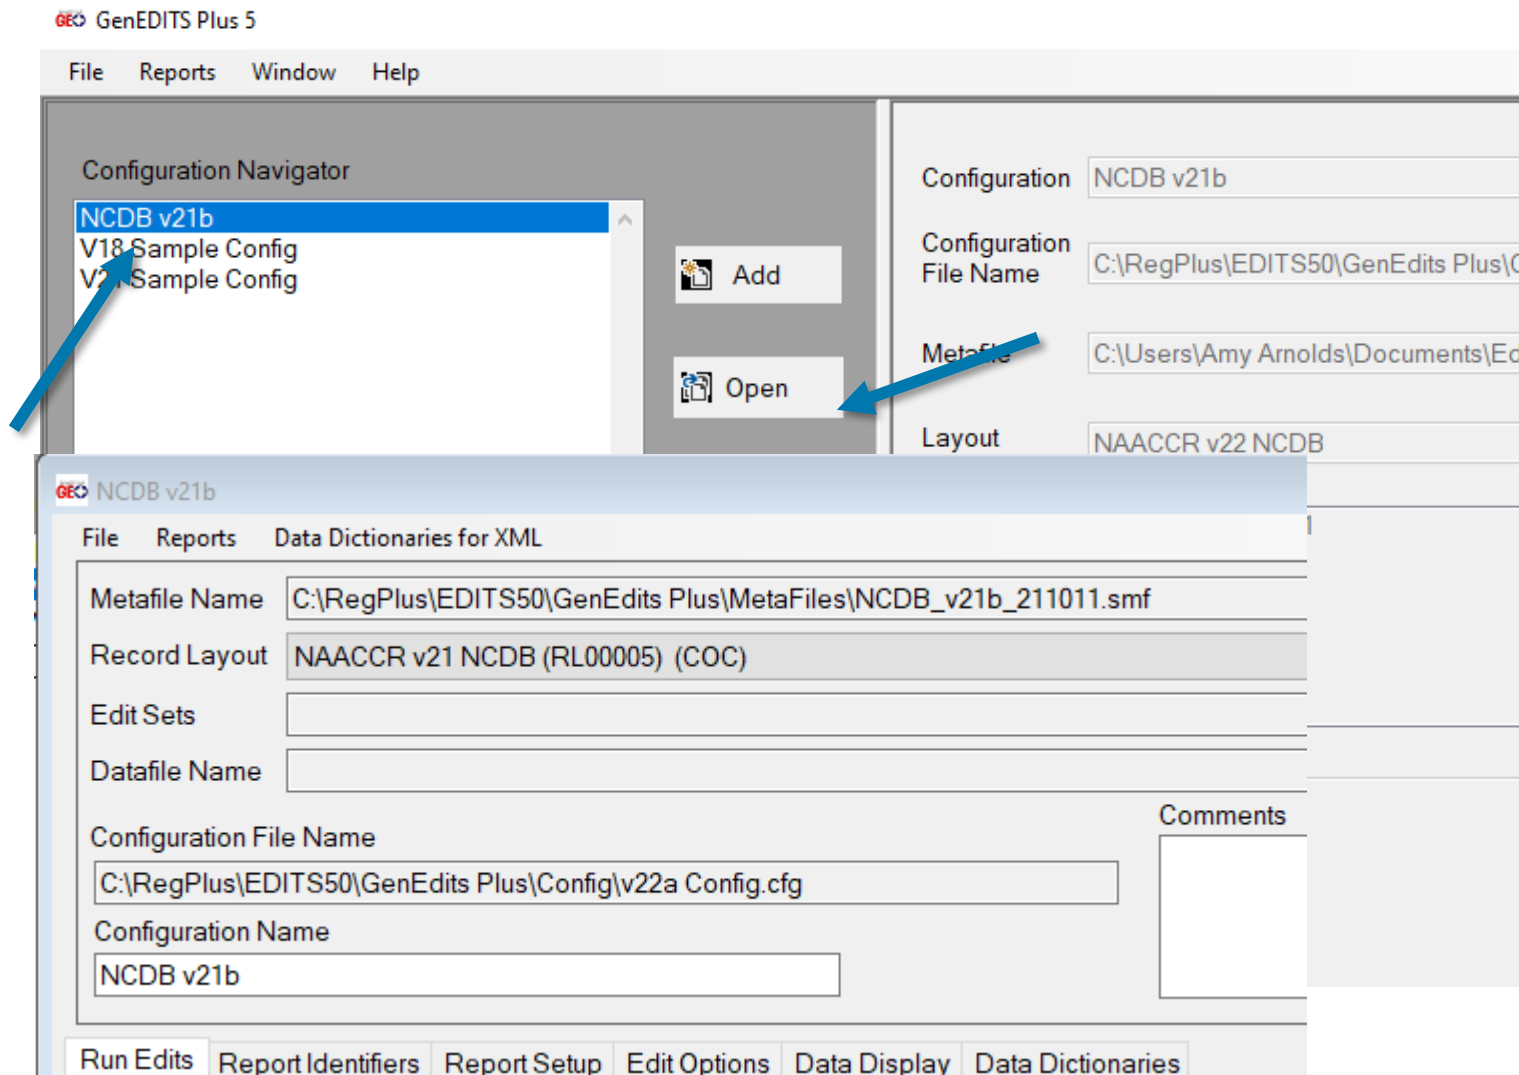 GEO GenEDITS Plus 5
File Reports Window Help
Configuration Navigator
NCDB v21b
V18 Sample Config
Sample Config
Add
Open
Configuration NCDB v21b
Configuration
File Name C:\RegPlus\EDITS50\GenEdits Plus\
Metafile C:\Users\Amy Arnolds\Documents\Ed
Layout NAACCR v22 NCDB
GEO NCDB v21b
File Reports Data Dictionaries for XML
Metafile Name C:\RegPlus\EDITS50\GenEdits Plus\MetaFiles\NCDB_v21b_211011.smf
Record Layout NAACCR v21 NCDB (RL00005) (COC)
Edit Sets
Datafile Name
Comments
Configuration File Name
C:\RegPlus\EDITS50\GenEdits Plus\Config\v22a Config.cfg
Configuration Name
NCDB v21b
Run Edits Report Identifiers Report Setup Edit Options Data Display Data Dictionaries